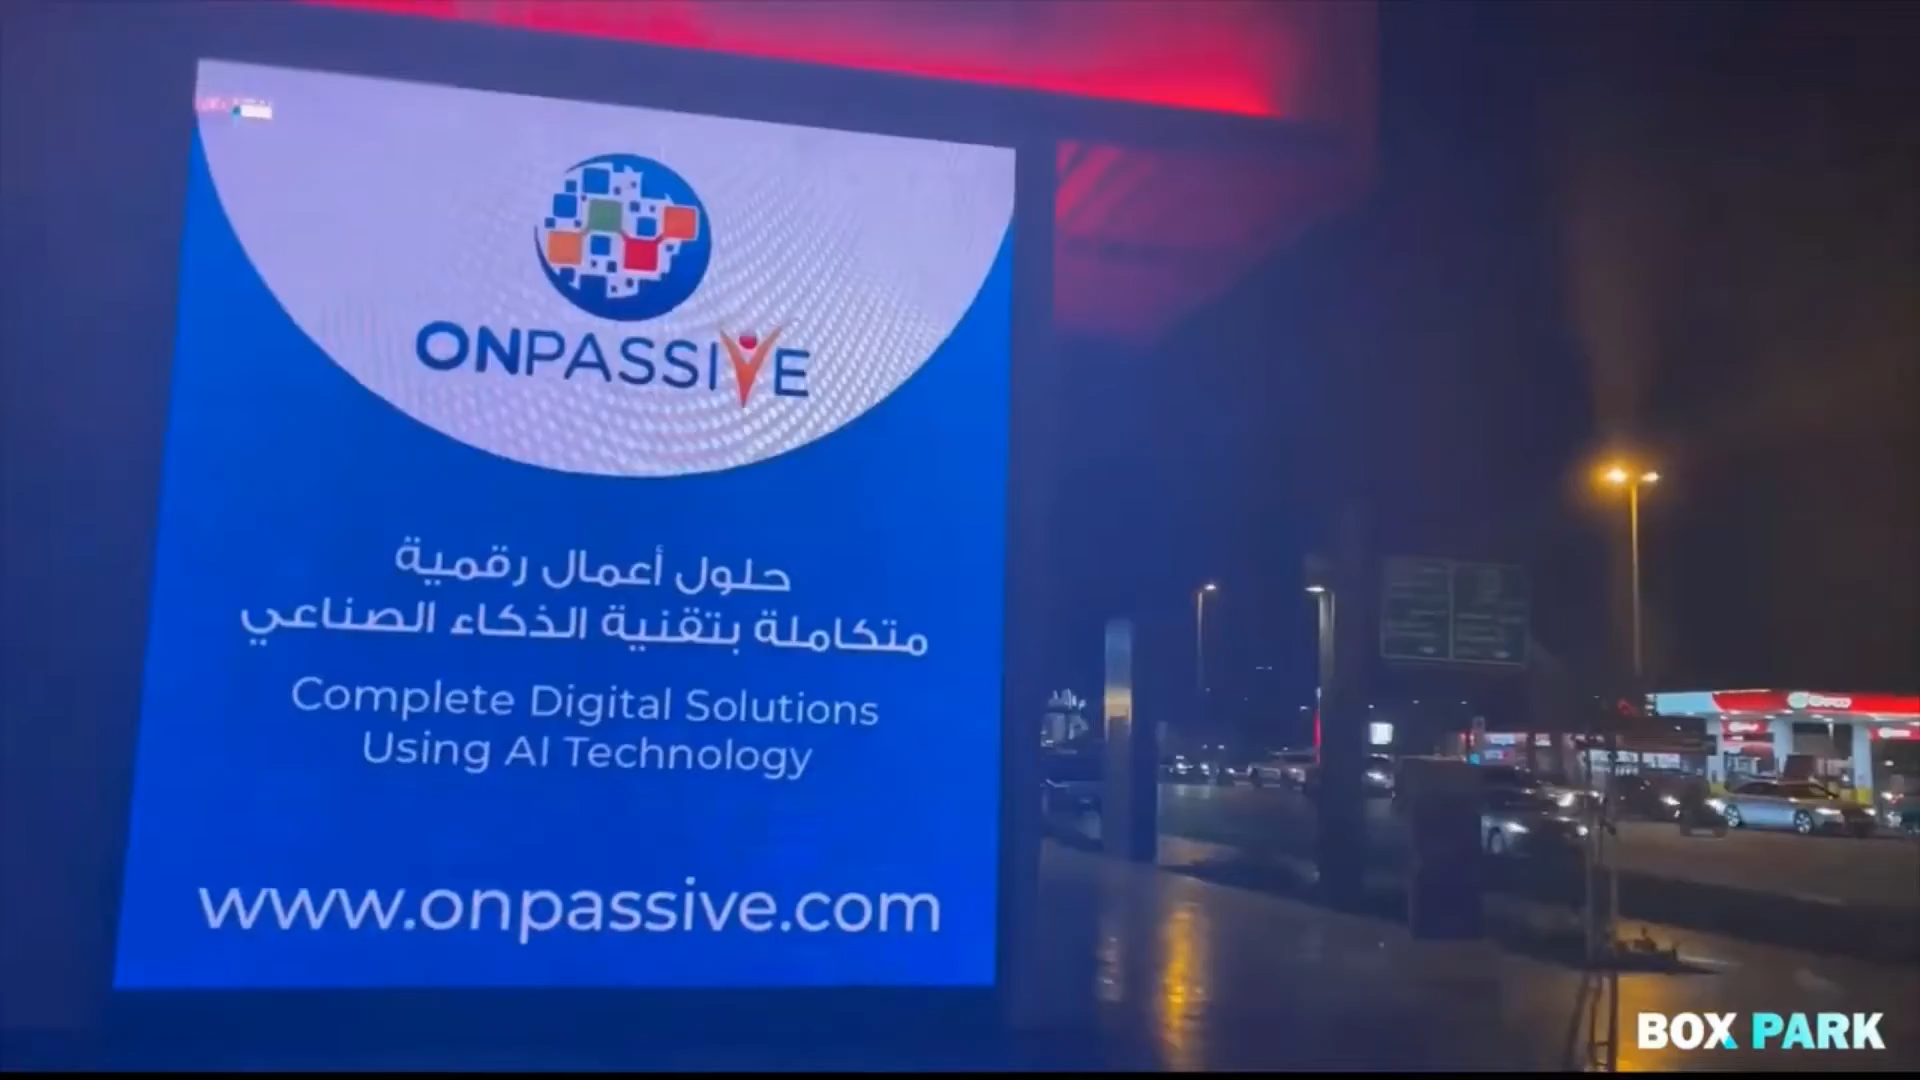 ONPASSIVE
حلول أعمال رقمية
متكاملة بتقنية الذكاء الصناعي
Complete Digital Solutions
Using AI Technology
www.onpassive.com
BOX PARK